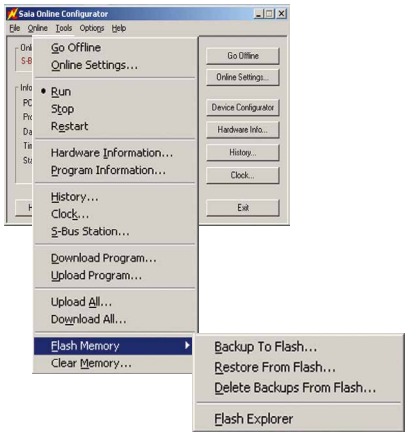 Saia Online Configurator
File Online Tools Options Help
Go Offline
Online Settings...
Run
Stop
Restart
Hardware Information...
Program Information...
History...
Clock...
S-Bus Station...
Download Program...
Upload Program...
Upload All...
Download All...
Flash Memory
Clear Memory...
Backup To Flash...
Restore From Flash...
Delete Backups From Flash...
Flash Explorer
Go Offline
Online Settings...
Device Configurator
Hardware Info...
History...
Clock...
Exit